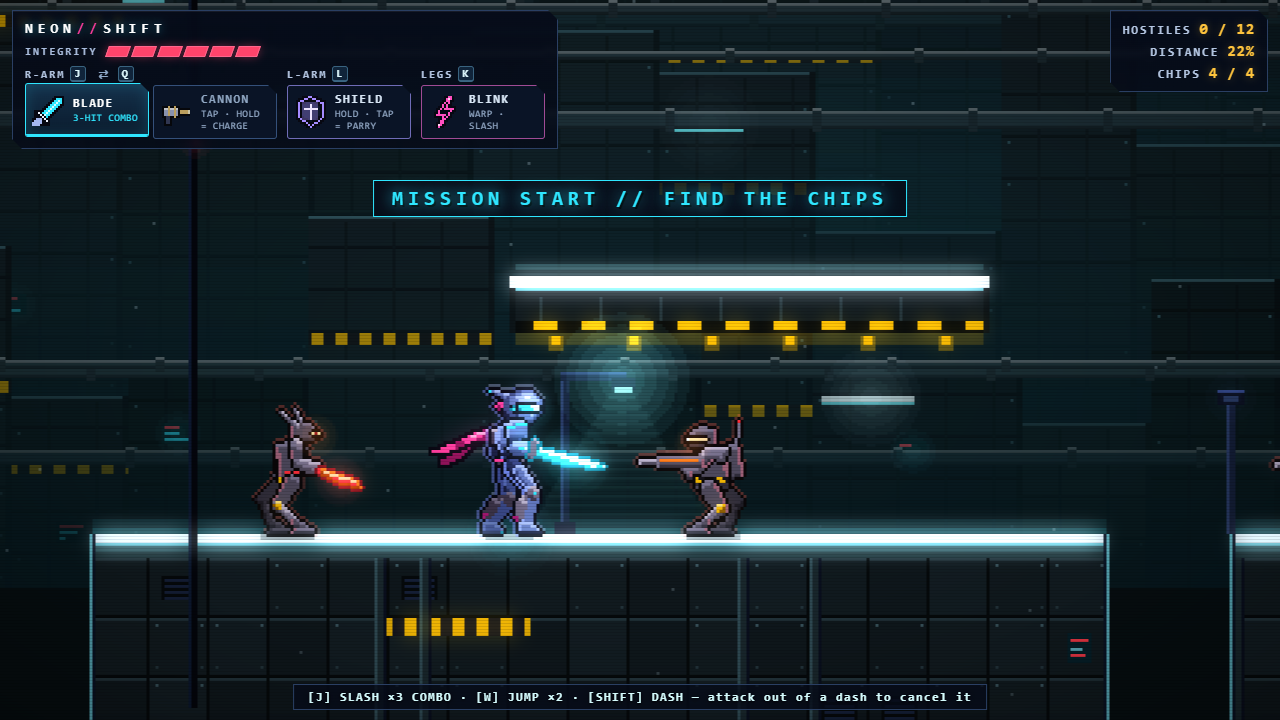 NEON//SHIFT
INTEGRITY
R-ARM J ⇄ Q
BLADE
3-HIT COMBO
CANNON
TAP · HOLD
= CHARGE
L-ARM L
SHIELD
HOLD · TAP
= PARRY
LEGS K
BLINK
WARP ·
SLASH
HOSTILES 0 / 12
DISTANCE 22%
CHIPS 4 / 4
MISSION START // FIND THE CHIPS
[J] SLASH ×3 COMBO · [W] JUMP ×2 · [SHIFT] DASH — attack out of a dash to cancel it